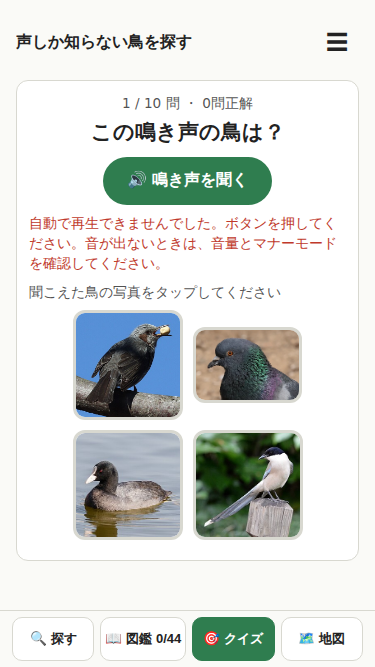 声しか知らない鳥を探す
☰
1 / 10 問 ・ 0問正解
この鳴き声の鳥は？
🔊 鳴き声を聞く
自動で再生できませんでした。ボタンを押してく
ださい。音が出ないときは、音量とマナーモード
を確認してください。
聞こえた鳥の写真をタップしてください
🔍 探す
📖 図鑑 0/44
🎯 クイズ
🗺️ 地図